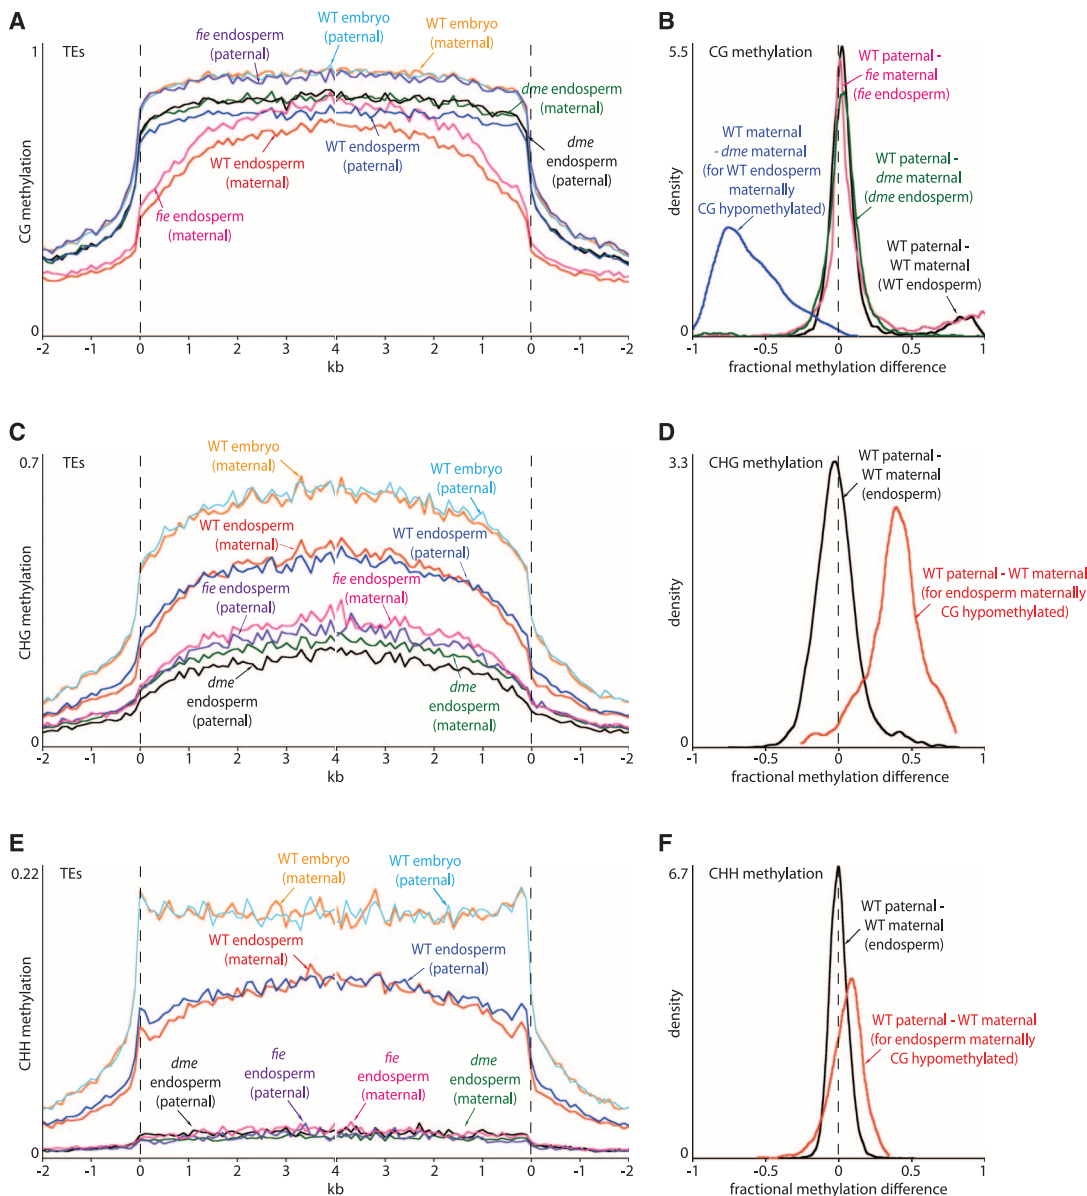 A
TEs
CG methylation
1
0
fie endosperm
(paternal)
WT embryo
(paternal)
WT embryo
(maternal)
dme endosperm
(maternal)
WT endosperm
(maternal)
WT endosperm
(paternal)
dme
endosperm
(paternal)
fie endosperm
(maternal)
-2 -1 0 1 2 3 4 4 3 2 1 0 -1 -2
kb
B
CG methylation
5.5
density
0
WT paternal -
fie maternal
(fie endosperm)
WT maternal
- dme maternal
(for WT endosperm
maternally
CG hypomethylated)
WT paternal -
dme maternal
(dme endosperm)
WT paternal -
WT maternal
(WT endosperm)
-1 -0.5 0 0.5 1
fractional methylation difference
C
TEs
CHG methylation
0.7
0
WT embryo
(maternal)
WT embryo
(paternal)
WT endosperm
(maternal)
WT endosperm
(paternal)
fie endosperm
(paternal)
fie endosperm
(maternal)
dme
endosperm
(paternal)
dme
endosperm
(maternal)
-2 -1 0 1 2 3 4 4 3 2 1 0 -1 -2
kb
D
CHG methylation
3.3
density
0
WT paternal -
WT maternal
(endosperm)
WT paternal - WT maternal
(for endosperm maternally
CG hypomethylated)
-1 -0.5 0 0.5 1
fractional methylation difference
E
TEs
CHH methylation
0.22
0
WT embryo
(maternal)
WT embryo
(paternal)
WT endosperm
(maternal)
WT endosperm
(paternal)
dme
endosperm
(paternal)
fie
endosperm
(paternal)
fie
endosperm
(maternal)
dme
endosperm
(maternal)
-2 -1 0 1 2 3 4 4 3 2 1 0 -1 -2
kb
F
CHH methylation
6.7
density
0
WT paternal -
WT maternal
(endosperm)
WT paternal - WT maternal
(for endosperm maternally
CG hypomethylated)
-1 -0.5 0 0.5 1
fractional methylation difference